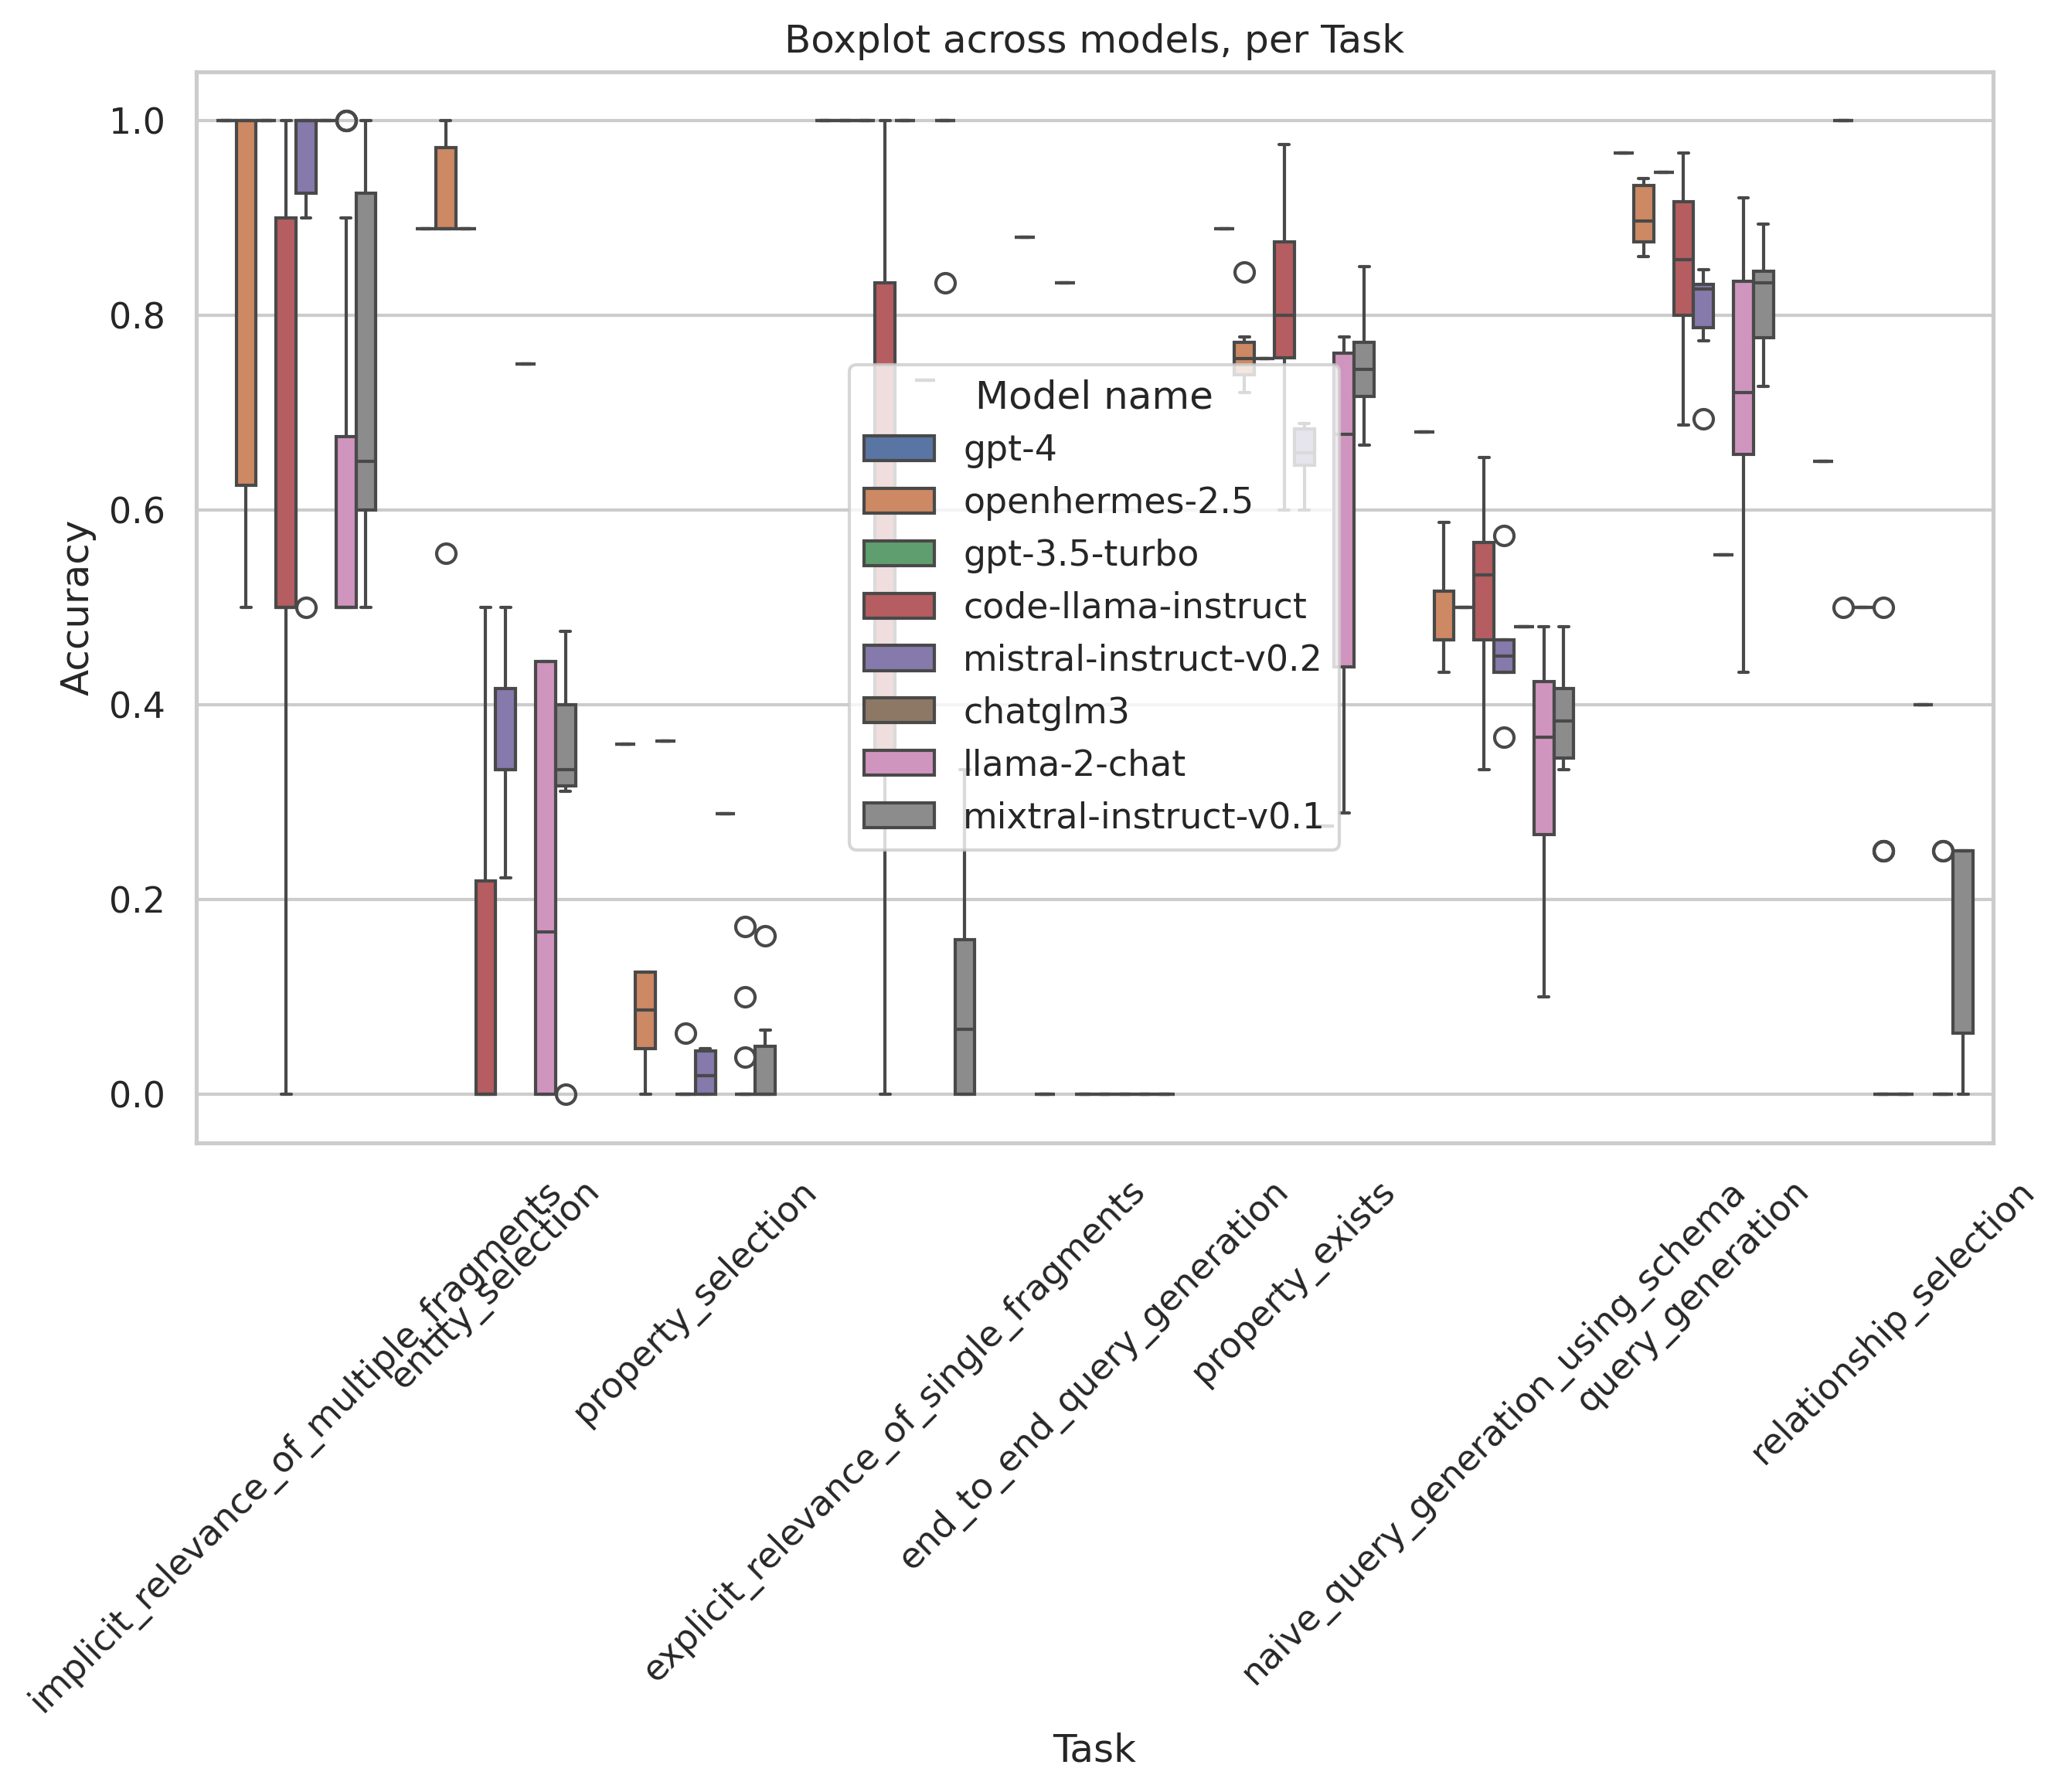 Boxplot across models, per Task
Accuracy
1.0
0.8
0.6
0.4
0.2
0.0
Model name
gpt-4
openhermes-2.5
gpt-3.5-turbo
code-llama-instruct
mistral-instruct-v0.2
chatglm3
llama-2-chat
mixtral-instruct-v0.1
implicit_relevance_of_multiple_fragments
entity_selection
property_selection
explicit_relevance_of_single_fragments
end_to_end_query_generation
property_exists
naive_query_generation_using_schema
query_generation
relationship_selection
Task